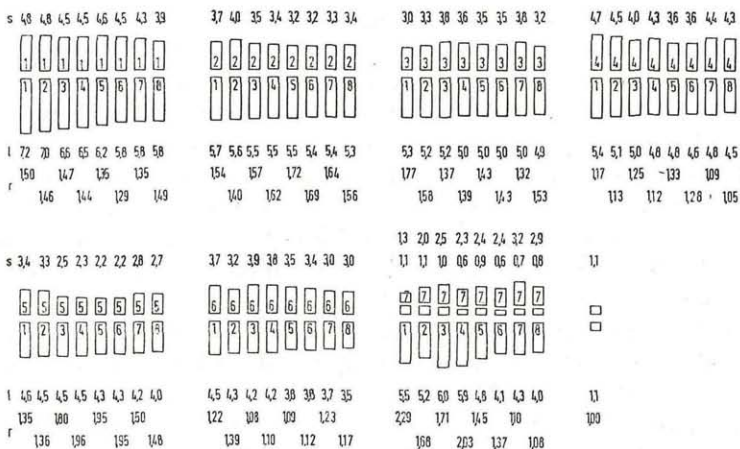 s 4,8 4,8 4,5 4,5 4,6 4,5 4,3 3,9 3,7 4,0 3,5 3,4 3,2 3,2 3,3 3,4 3,0 3,3 3,8 3,6 3,5 3,5 3,8 3,2 4,7 4,5 4,0 4,3 3,6 3,6 4,4 4,3
1 1 1 1 1 1 1 1 2 2 2 2 2 2 2 2 3 3 3 3 3 3 3 3 4 4 4 4 4 4 4 4
1 2 3 4 5 6 7 8 1 2 3 4 5 6 7 8 1 2 3 4 5 6 7 8 1 2 3 4 5 6 7 8
l 7,2 7,0 6,6 6,5 6,2 5,8 5,8 5,8 5,7 5,6 5,5 5,5 5,5 5,4 5,4 5,3 5,3 5,2 5,2 5,0 5,0 5,0 5,0 4,9 5,4 5,1 5,0 4,8 4,8 4,6 4,8 4,5
1,50 1,47 1,35 1,35 1,54 1,57 1,72 1,64 1,77 1,37 1,43 1,32 1,17 1,25 1,33 1,09
r 1,46 1,44 1,29 1,49 1,40 1,62 1,69 1,56 1,58 1,39 1,43 1,53 1,13 1,12 1,28 1,05
1,3 2,0 2,5 2,3 2,4 2,4 3,2 2,9
s 3,4 3,3 2,5 2,3 2,2 2,2 2,8 2,7 3,7 3,2 3,9 3,8 3,5 3,4 3,0 3,0 1,1 1,1 1,0 0,6 0,9 0,6 0,7 0,8 1,1
5 5 5 5 5 5 5 5 6 6 6 6 6 6 6 6 7 7 7 7 7 7 7 7
1 2 3 4 5 6 7 8 1 2 3 4 5 6 7 8 1 2 3 4 5 6 7 8
l 4,6 4,5 4,5 4,5 4,3 4,3 4,2 4,0 4,5 4,3 4,2 4,2 3,8 3,8 3,7 3,5 5,5 5,2 6,0 5,9 4,8 4,1 4,3 4,0 1,1
1,35 1,80 1,95 1,50 1,22 1,08 1,09 1,23 2,29 1,71 1,45 1,10 1,00
r 1,36 1,96 1,95 1,48 1,39 1,10 1,12 1,17 1,68 2,03 1,37 1,08